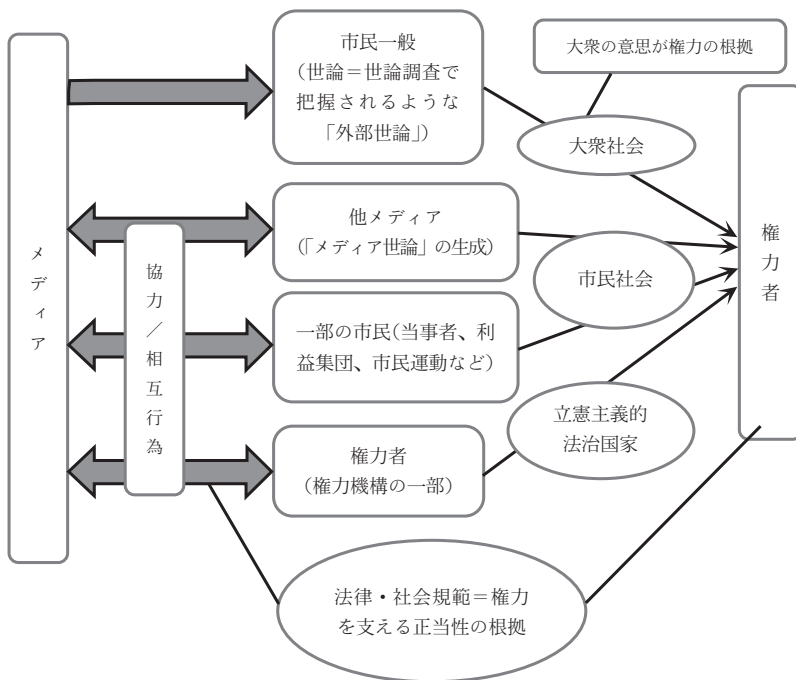 メディア
市民一般
（世論＝世論調査で
把握されるような
「外部世論」）
大衆の意思が権力の根拠
大衆社会
権力者
他メディア
（「メディア世論」の生成）
市民社会
協力／相互行為
一部の市民（当事者、利
益集団、市民運動など）
立憲主義的
法治国家
権力者
（権力機構の一部）
法律・社会規範＝権力
を支える正当性の根拠